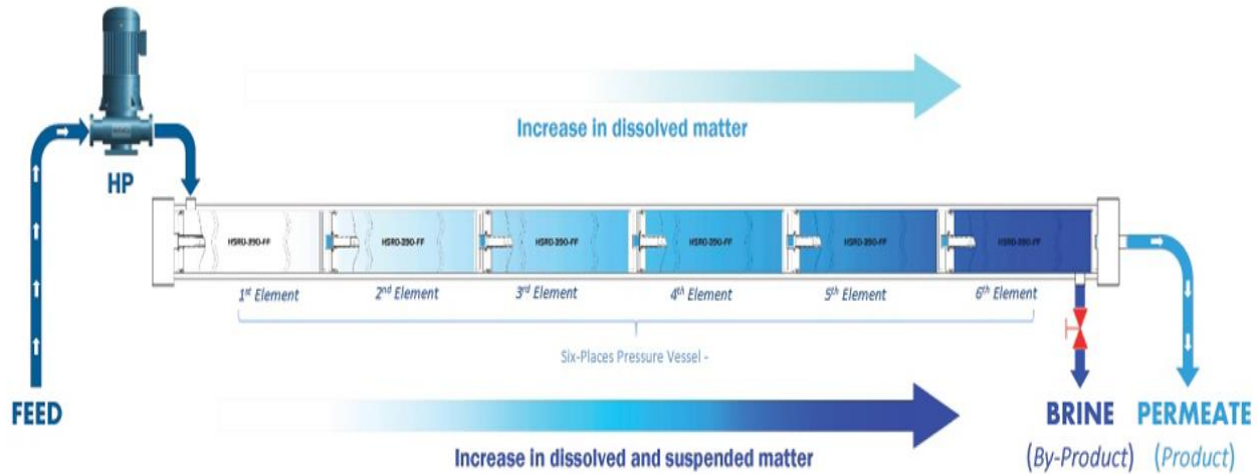 Increase in dissolved matter
HP
HSRO-390-FF HSRO-390-FF HSRO-390-FF HSRO-390-FF HSRO-390-FF HSRO-390-FF
1st Element 2nd Element 3rd Element 4th Element 5th Element 6th Element
Six-Places Pressure Vessel -
FEED
BRINE PERMEATE
(By-Product) (Product)
Increase in dissolved and suspended matter